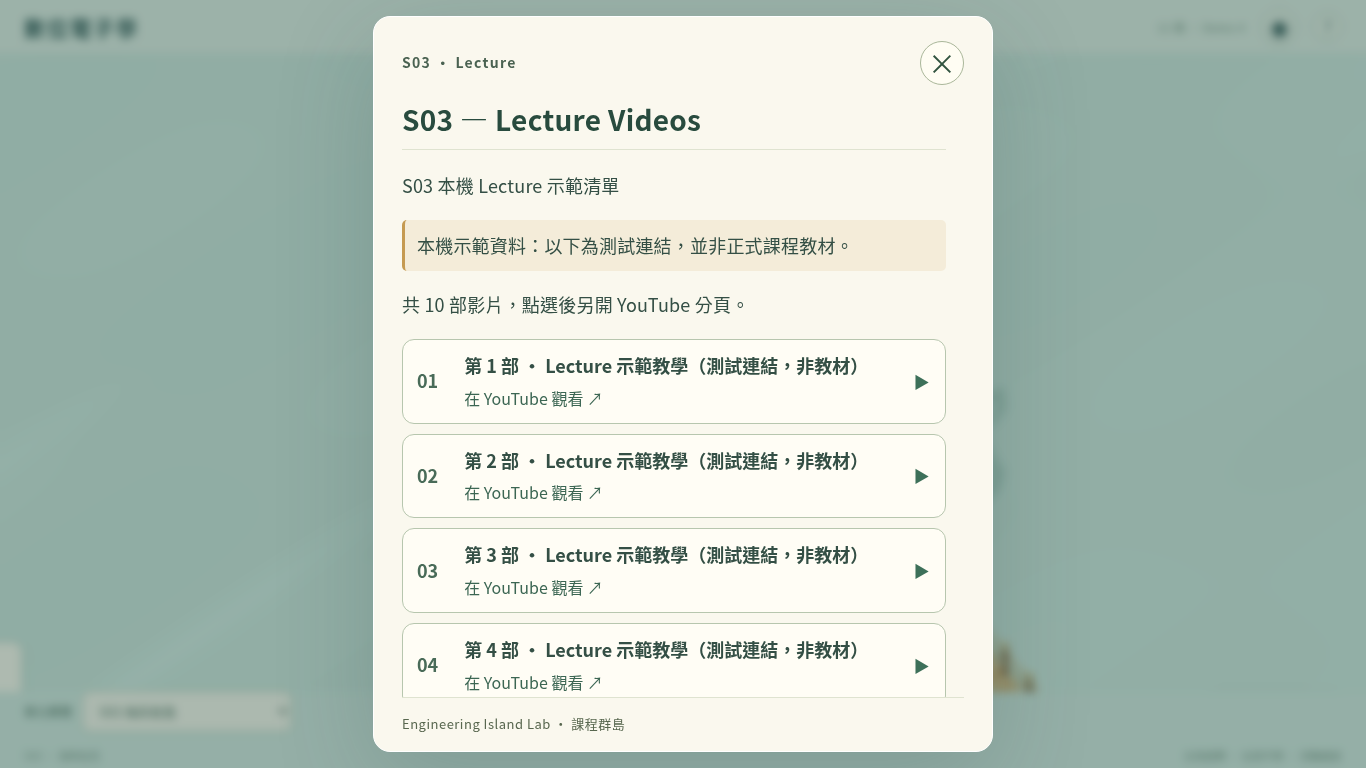 數位電子學
S03 • Lecture
S03 — Lecture Videos
S03 本機 Lecture 示範清單
本機示範資料：以下為測試連結，並非正式課程教材。
共 10 部影片，點選後另開 YouTube 分頁。
01
第 1 部 • Lecture 示範教學（測試連結，非教材）
在 YouTube 觀看 ↗
02
第 2 部 • Lecture 示範教學（測試連結，非教材）
在 YouTube 觀看 ↗
03
第 3 部 • Lecture 示範教學（測試連結，非教材）
在 YouTube 觀看 ↗
04
第 4 部 • Lecture 示範教學（測試連結，非教材）
在 YouTube 觀看 ↗
Engineering Island Lab • 課程群島